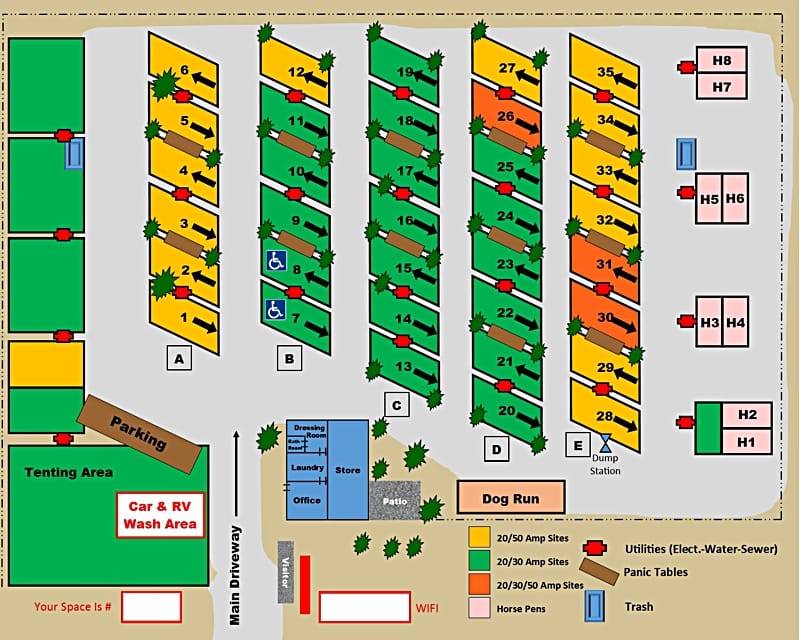 6
5
4
3
2
1
A
12
11
10
9
8
7
B
19
18
17
16
15
14
13
C
27
26
25
24
23
22
21
20
D
35
34
33
32
31
30
29
28
E
Dump
Station
H8
H7
H5 H6
H3 H4
H2
H1
Parking
Tenting Area
Car & RV
Wash Area
Main Driveway
Dressing
Room
Bath
Room
Laundry
Office
Store
Patio
Dog Run
Visitor
Your Space Is #
WIFI
20/50 Amp Sites
20/30 Amp Sites
20/30/50 Amp Sites
Horse Pens
Utilities (Elect.-Water-Sewer)
Panic Tables
Trash